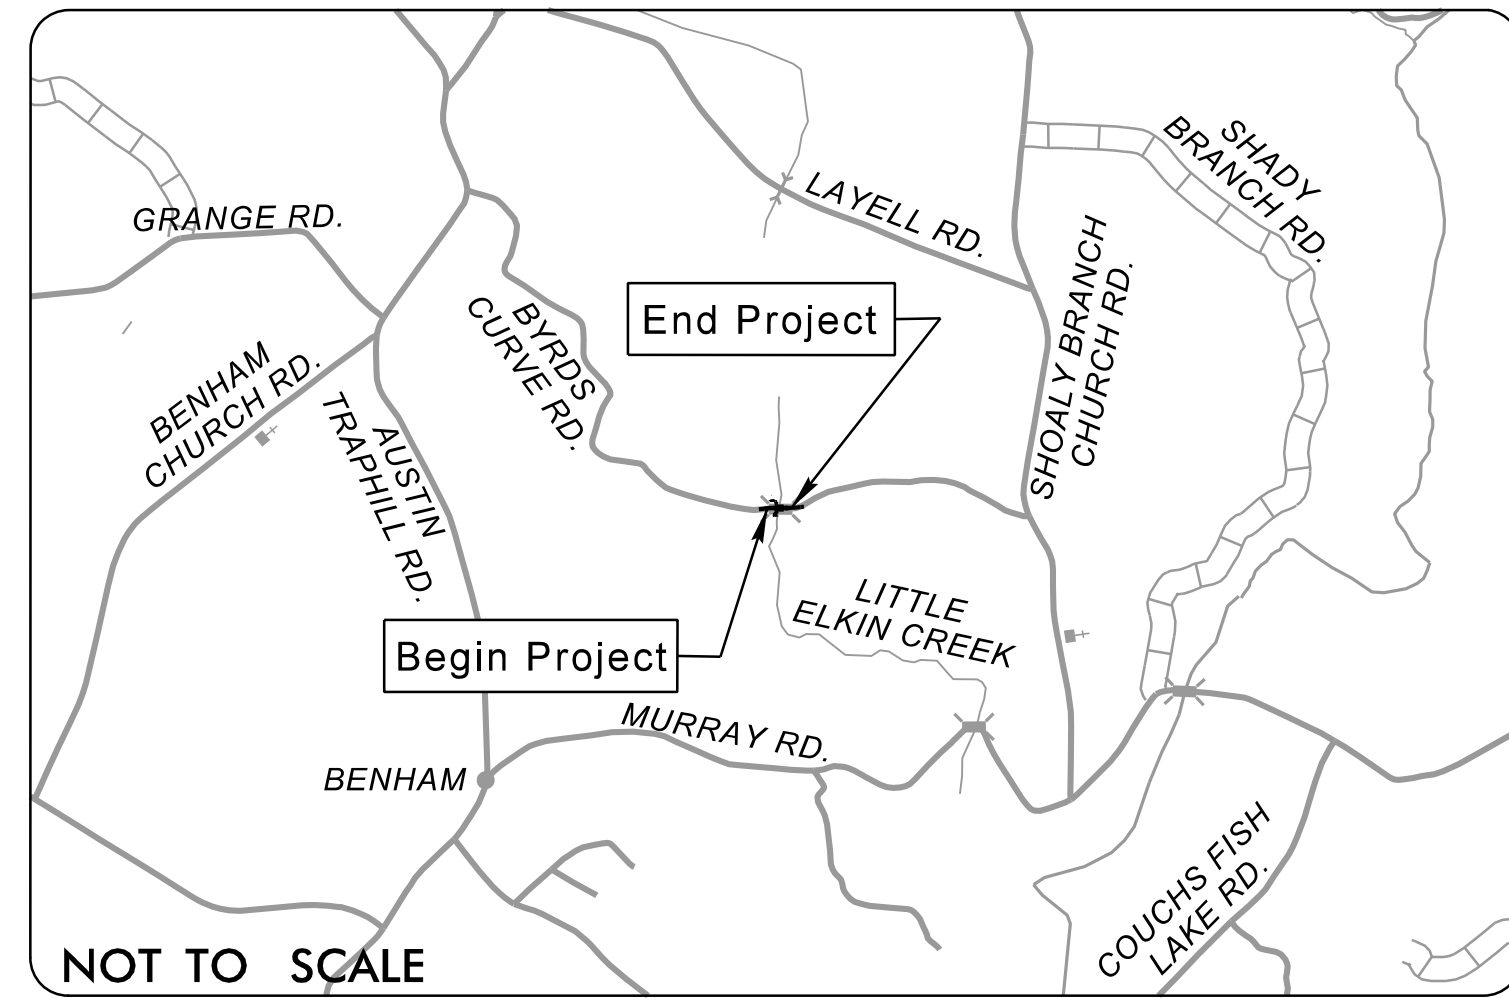 SHADY
BRANCH RD.
GRANGE RD.
LAYELL RD.
SHOALY BRANCH
CHURCH RD.
End Project
BYRDS
CURVE RD.
BENHAM
CHURCH RD.
AUSTIN
TRAPHILL RD.
LITTLE
ELKIN CREEK
Begin Project
MURRAY RD.
BENHAM
COUCHS FISH
LAKE RD.
NOT TO SCALE